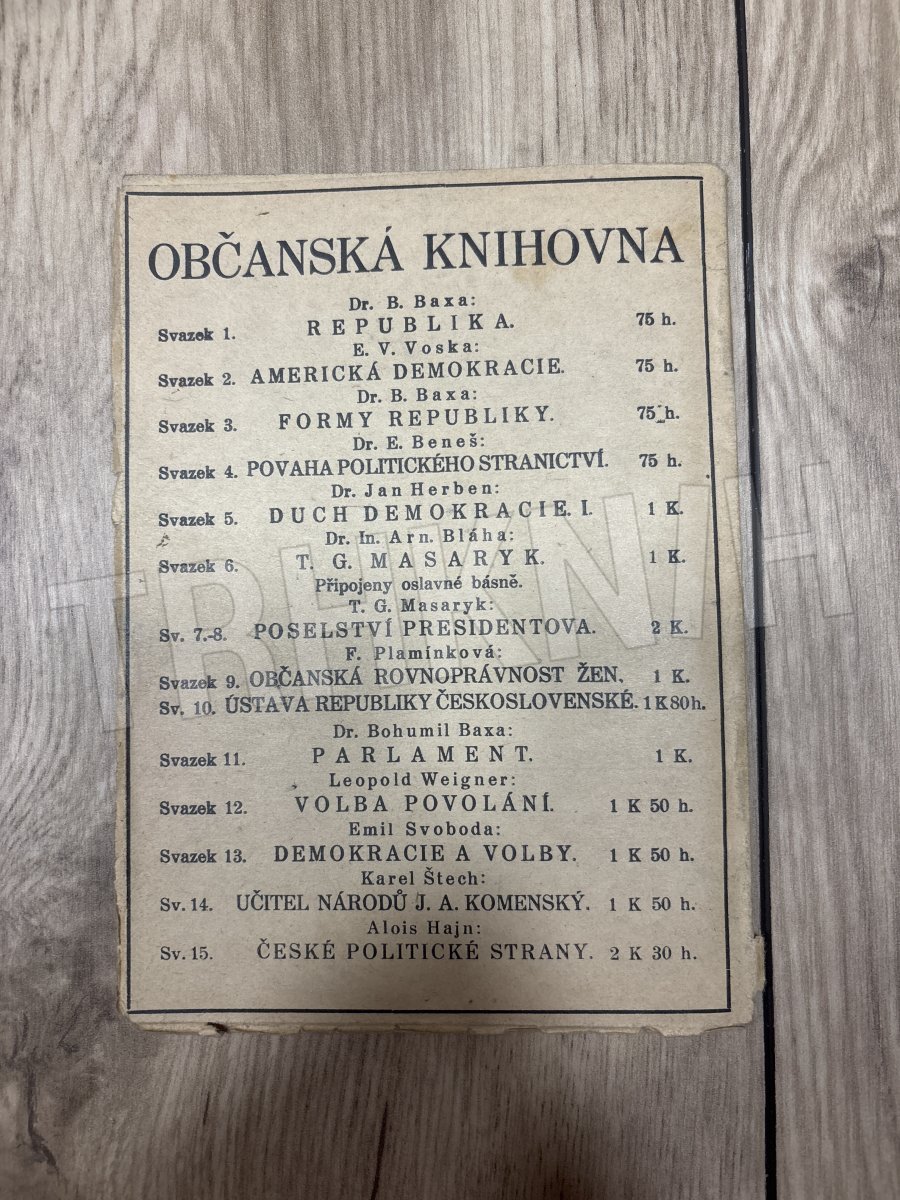 OBČANSKÁ KNIHOVNA
Dr. B. Baxa:
Svazek 1. REPUBLIKA. 75 h.
E. V. Voska:
Svazek 2. AMERICKÁ DEMOKRACIE. 75 h.
Dr. B. Baxa:
Svazek 3. FORMY REPUBLIKY. 75 h.
Dr. E. Beneš:
Svazek 4. POVAHA POLITICKÉHO STRANICTVÍ. 75 h.
Dr. Jan Herben:
Svazek 5. DUCH DEMOKRACIE. I. 1 K.
Dr. In. Arn. Bláha:
Svazek 6. T. G. MASARYK. 1 K.
Připojeny oslavné básně.
T. G. Masaryk:
Sv. 7.-8. POSELSTVÍ PRESIDENTOVA. 2 K.
F. Plamínková:
Svazek 9. OBČANSKÁ ROVNOPRÁVNOST ŽEN. 1 K.
Sv. 10. ÚSTAVA REPUBLIKY ČESKOSLOVENSKÉ. 1 K 80 h.
Dr. Bohumil Baxa:
Svazek 11. PARLAMENT. 1 K.
Leopold Weigner:
Svazek 12. VOLBA POVOLÁNÍ. 1 K 50 h.
Emil Svoboda:
Svazek 13. DEMOKRACIE A VOLBY. 1 K 50 h.
Karel Štech:
Sv. 14. UČITEL NÁRODŮ J. A. KOMENSKÝ. 1 K 50 h.
Alois Hajn:
Sv. 15. ČESKÉ POLITICKÉ STRANY. 2 K 30 h.